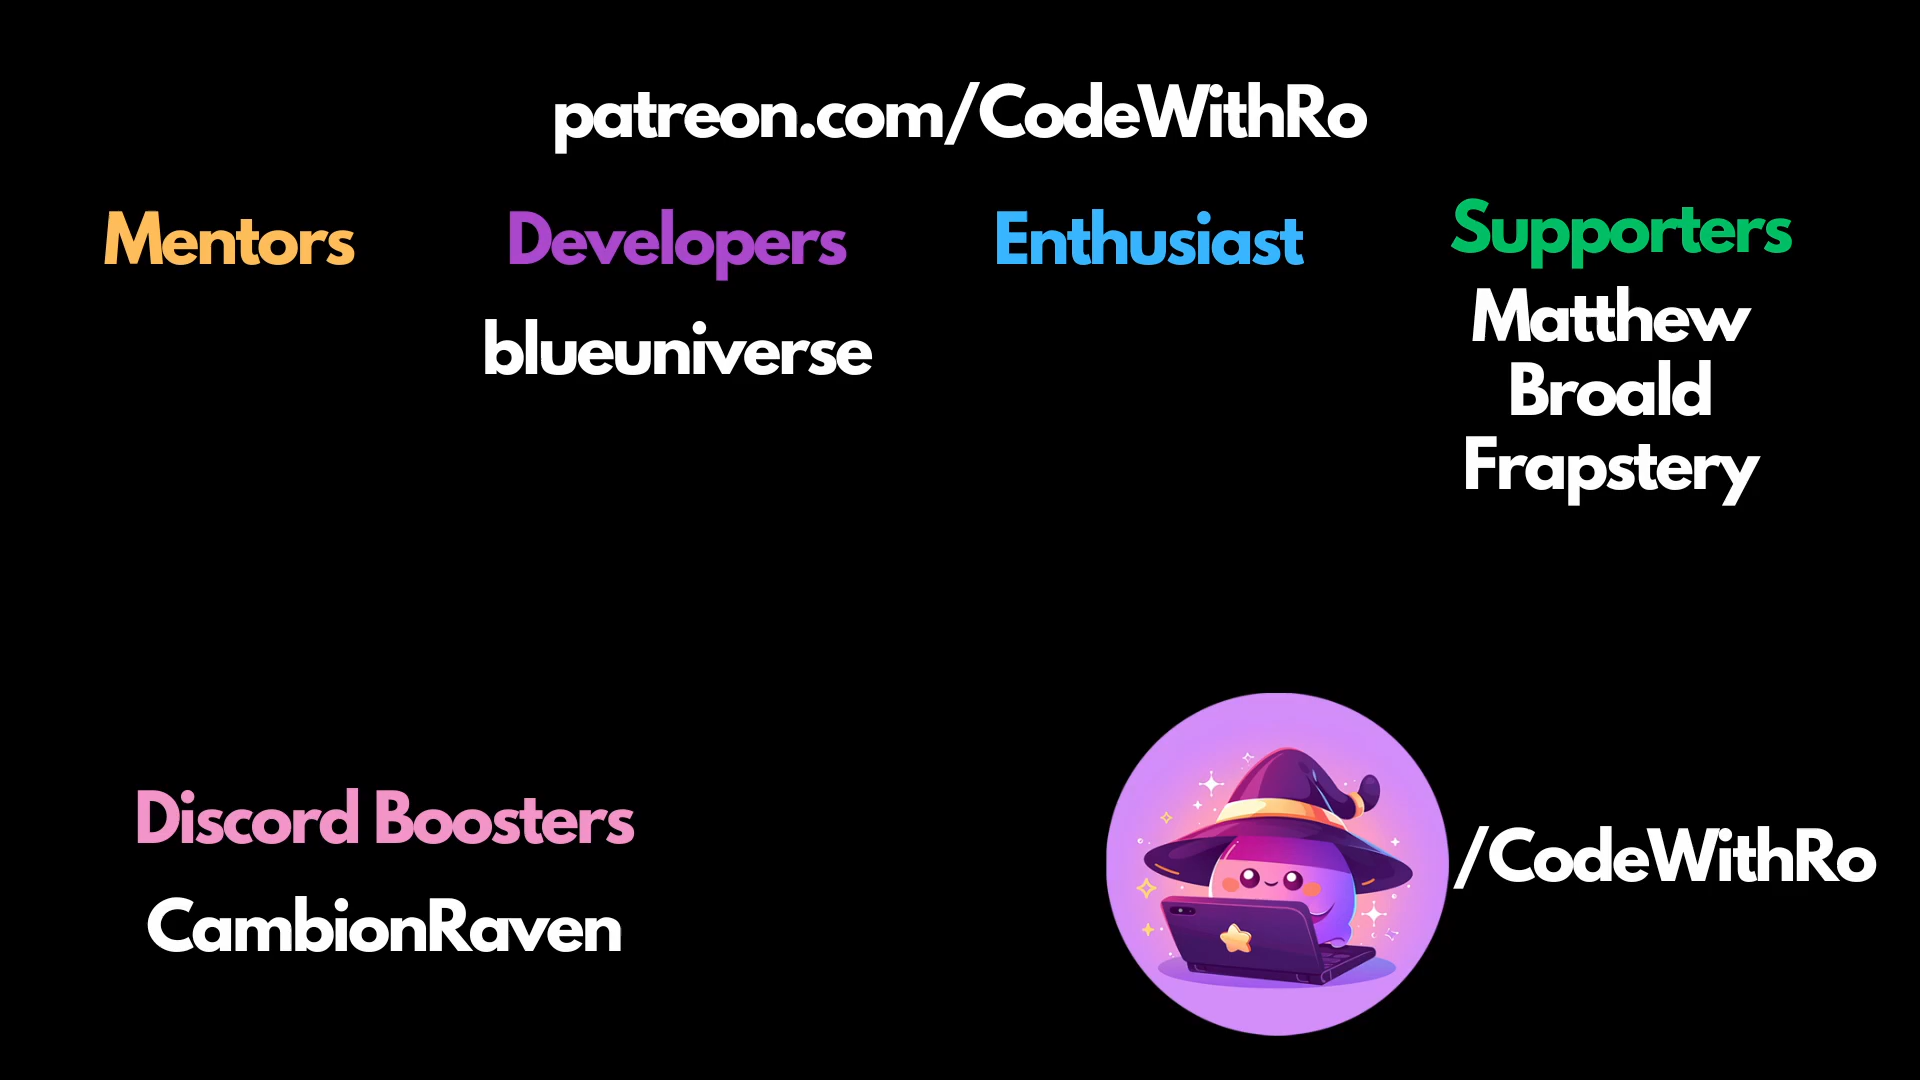 patreon.com/CodeWithRo
Mentors
Developers
blueuniverse
Enthusiast
Supporters
Matthew
Broald
Frapstery
Discord Boosters
CambionRaven
/CodeWithRo